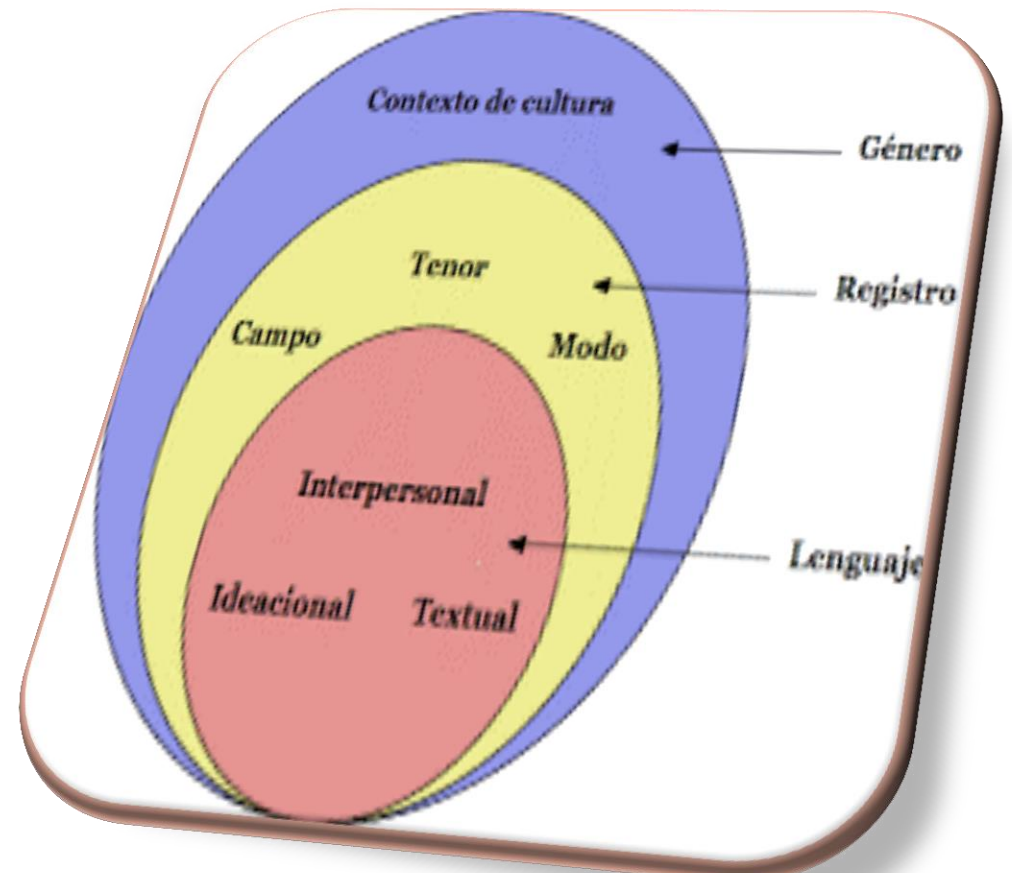 Contexto de cultura
Género
Tenor
Registro
Campo
Modo
Interpersonal
Lenguaje
Ideacional
Textual